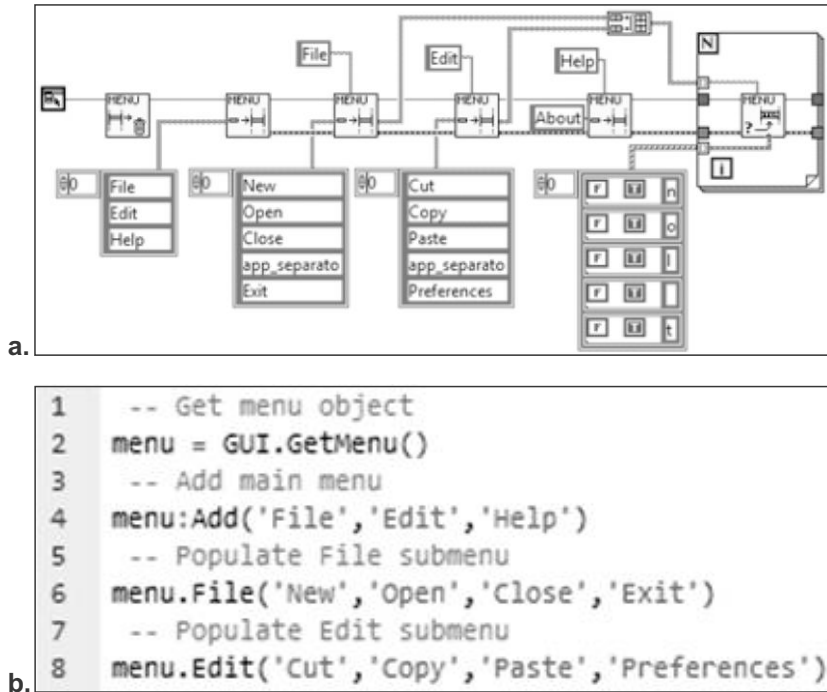 File Edit Help N
MENU MENU MENU MENU MENU About MENU
? i
0 File 0 New 0 Cut 0 F T n
Edit Open Copy F T o
Help Close Paste F T l
app_separato app_separato F T
Exit Preferences F T t
a.
1 -- Get menu object
2 menu = GUI.GetMenu()
3 -- Add main menu
4 menu:Add('File','Edit','Help')
5 -- Populate File submenu
6 menu.File('New','Open','Close','Exit')
7 -- Populate Edit submenu
8 menu.Edit('Cut','Copy','Paste','Preferences')
b.